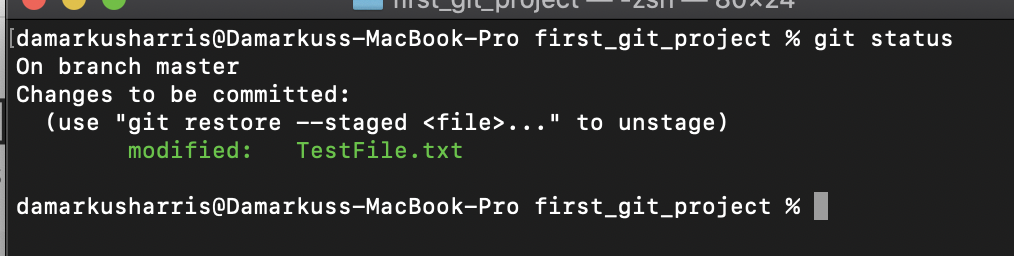 first_git_project — -zsh — 80×24
[damarkusharris@Damarkuss-MacBook-Pro first_git_project % git status
On branch master
Changes to be committed:
  (use "git restore --staged <file>..." to unstage)
        modified:   TestFile.txt

damarkusharris@Damarkuss-MacBook-Pro first_git_project %